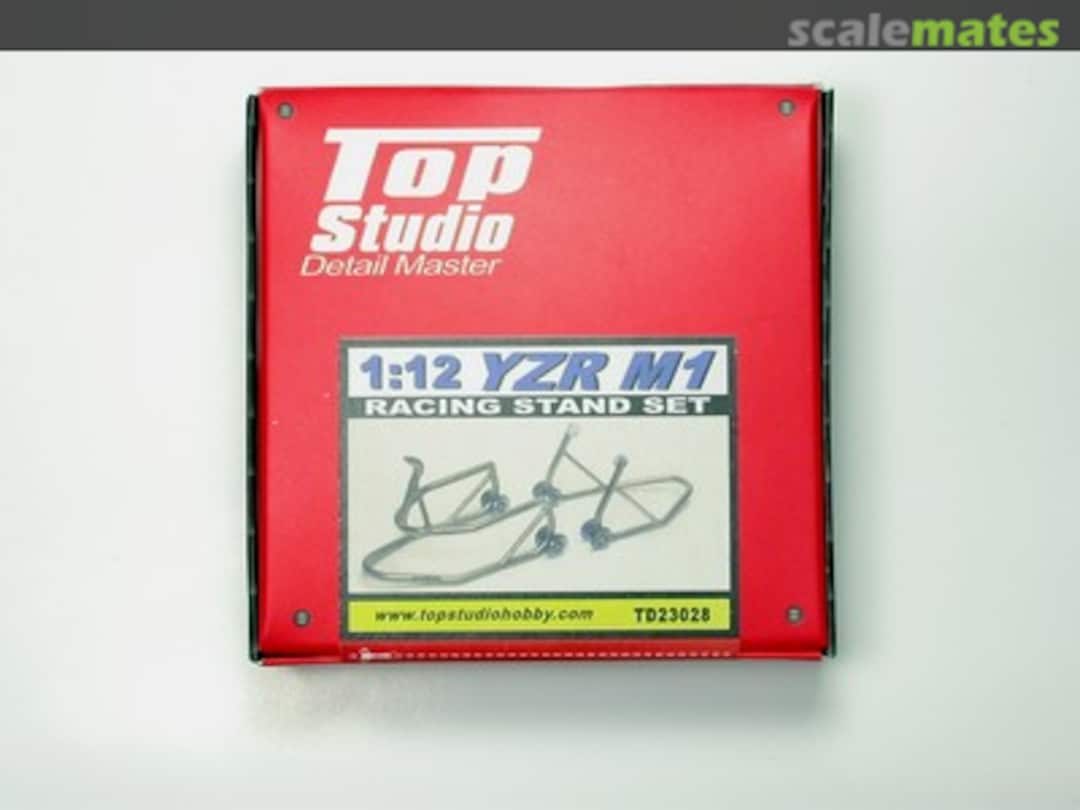 scalemates
Top
Studio
Detail Master
1:12 YZR M1
RACING STAND SET
www.topstudiohobby.com TD23028